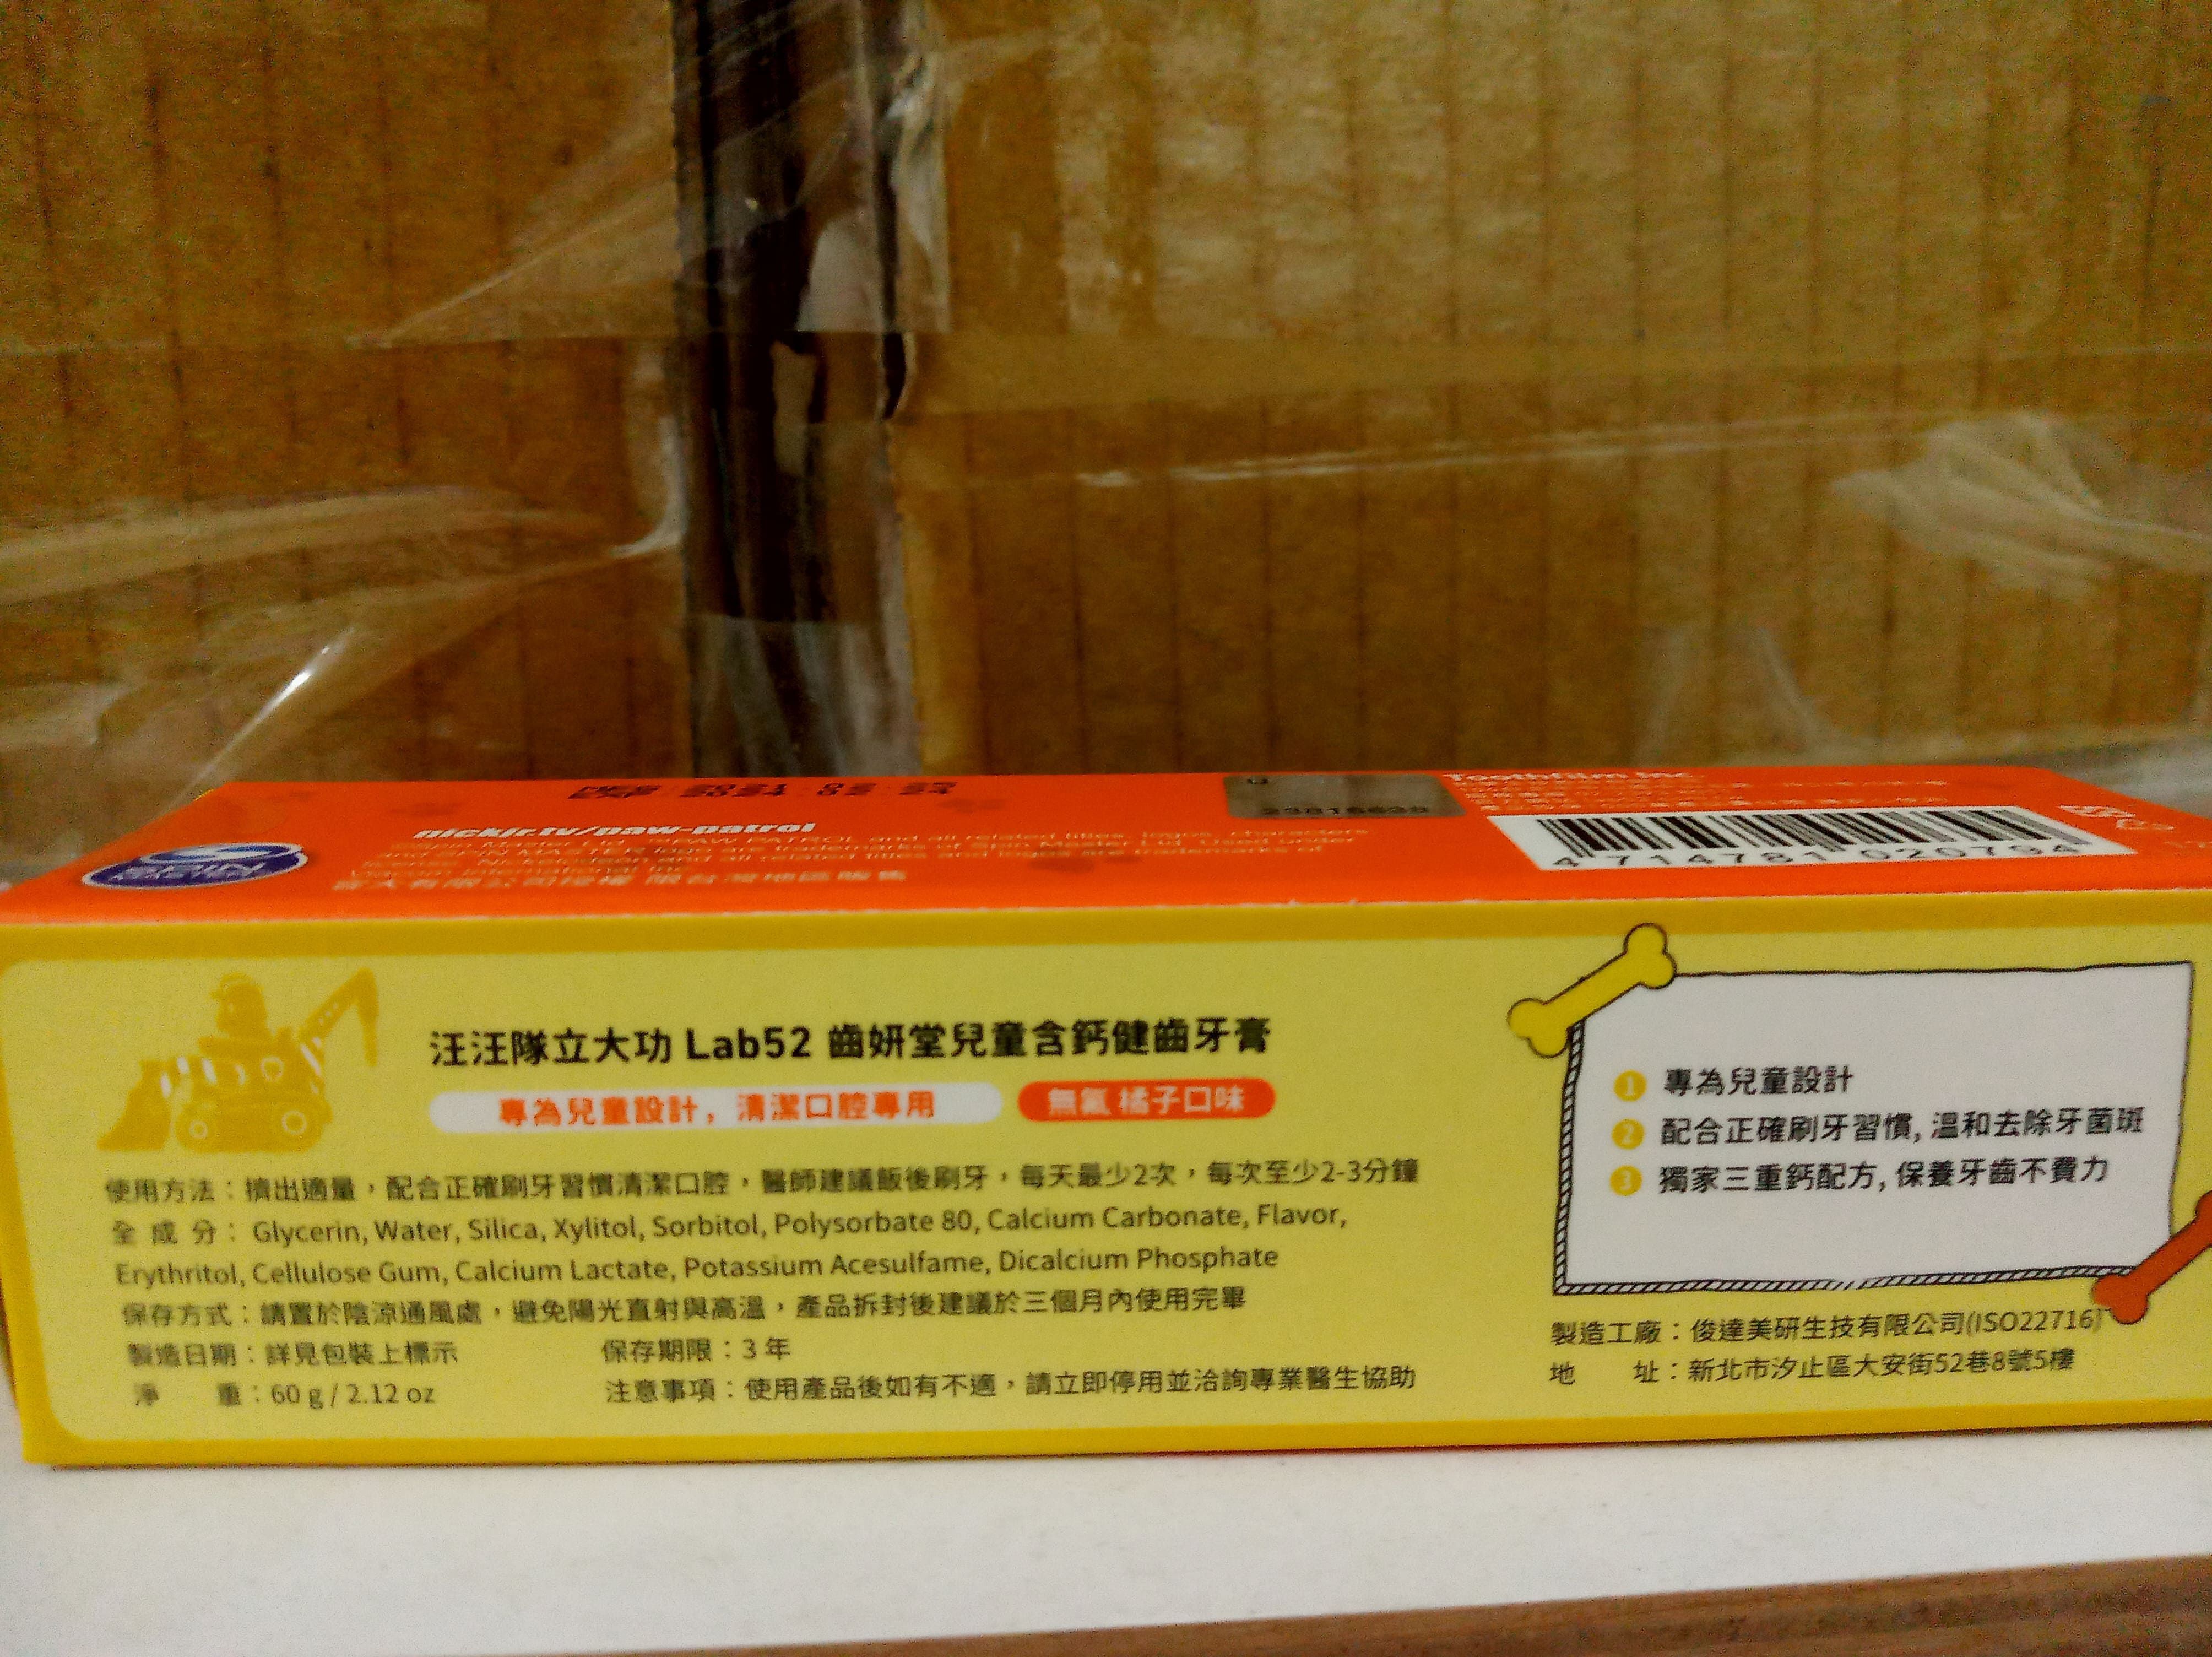 nickjr.tv/paw-patrol
Toothfilm Inc.
4 714781 020794
汪汪隊立大功 Lab52 齒妍堂兒童含鈣健齒牙膏
專為兒童設計，清潔口腔專用
無氟 橘子口味
使用方法：擠出適量，配合正確刷牙習慣清潔口腔，醫師建議飯後刷牙，每天最少2次，每次至少2-3分鐘
全 成 分：Glycerin, Water, Silica, Xylitol, Sorbitol, Polysorbate 80, Calcium Carbonate, Flavor,
Erythritol, Cellulose Gum, Calcium Lactate, Potassium Acesulfame, Dicalcium Phosphate
保存方式：請置於陰涼通風處，避免陽光直射與高溫，產品拆封後建議於三個月內使用完畢
製造日期：詳見包裝上標示 保存期限：3 年
淨 重：60 g / 2.12 oz 注意事項：使用產品後如有不適，請立即停用並洽詢專業醫生協助
1 專為兒童設計
2 配合正確刷牙習慣, 溫和去除牙菌斑
3 獨家三重鈣配方, 保養牙齒不費力
製造工廠：俊達美研生技有限公司(ISO22716)
地 址：新北市汐止區大安街52巷8號5樓